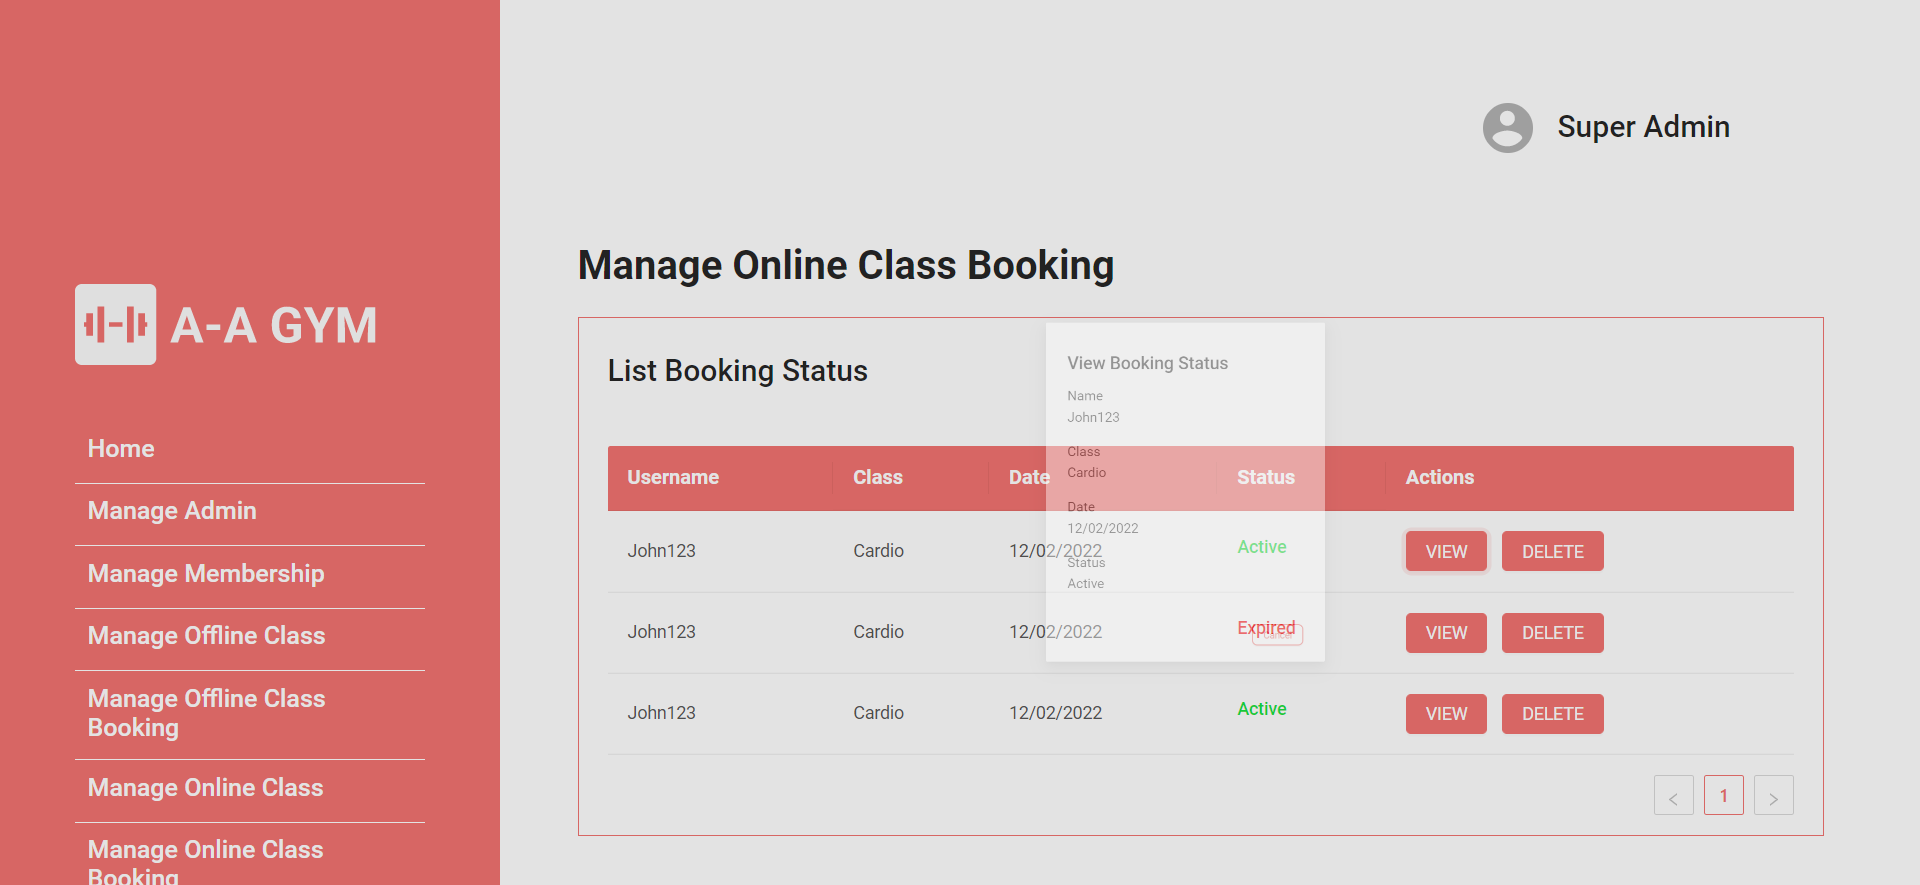 Super Admin
A-A GYM
Home
Manage Admin
Manage Membership
Manage Offline Class
Manage Offline Class
Booking
Manage Online Class
Manage Online Class
Booking
Manage Online Class Booking
List Booking Status
Username Class Date Status Actions
John123 Cardio 12/02/2022 Active VIEW DELETE
John123 Cardio 12/02/2022 Expired VIEW DELETE
John123 Cardio 12/02/2022 Active VIEW DELETE
< 1 >
View Booking Status
Name
John123
Class
Cardio
Date
12/02/2022
Status
Active
Cancel